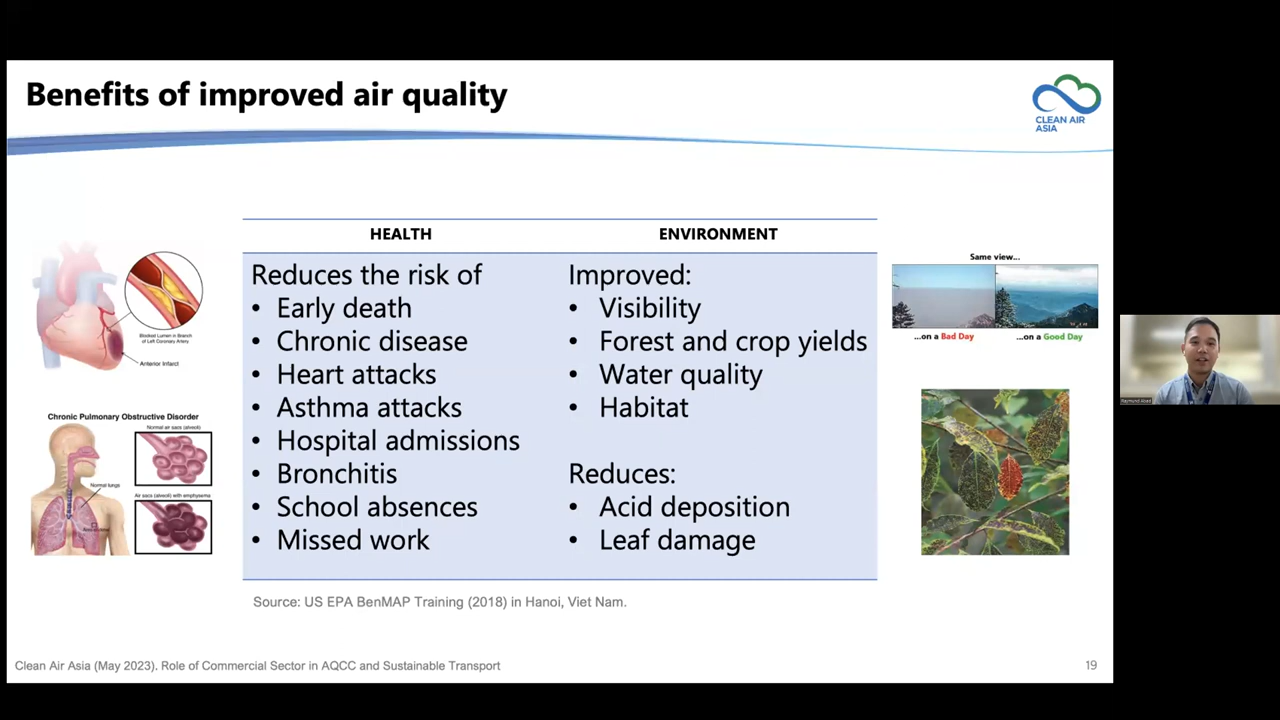 Benefits of improved air quality
CLEAN AIR
ASIA
HEALTH
ENVIRONMENT
Reduces the risk of
• Early death
• Chronic disease
• Heart attacks
• Asthma attacks
• Hospital admissions
• Bronchitis
• School absences
• Missed work
Improved:
• Visibility
• Forest and crop yields
• Water quality
• Habitat
Reduces:
• Acid deposition
• Leaf damage
Blocked Lumen in Branch
of Left Coronary Artery
Anterior Infarct
Chronic Pulmonary Obstructive Disorder
Normal air sacs (alveoli)
Normal lungs
Air sacs (alveoli) with emphysema
Same view...
...on a Bad Day
...on a Good Day
Source: US EPA BenMAP Training (2018) in Hanoi, Viet Nam.
Clean Air Asia (May 2023). Role of Commercial Sector in AQCC and Sustainable Transport
19
Raymund